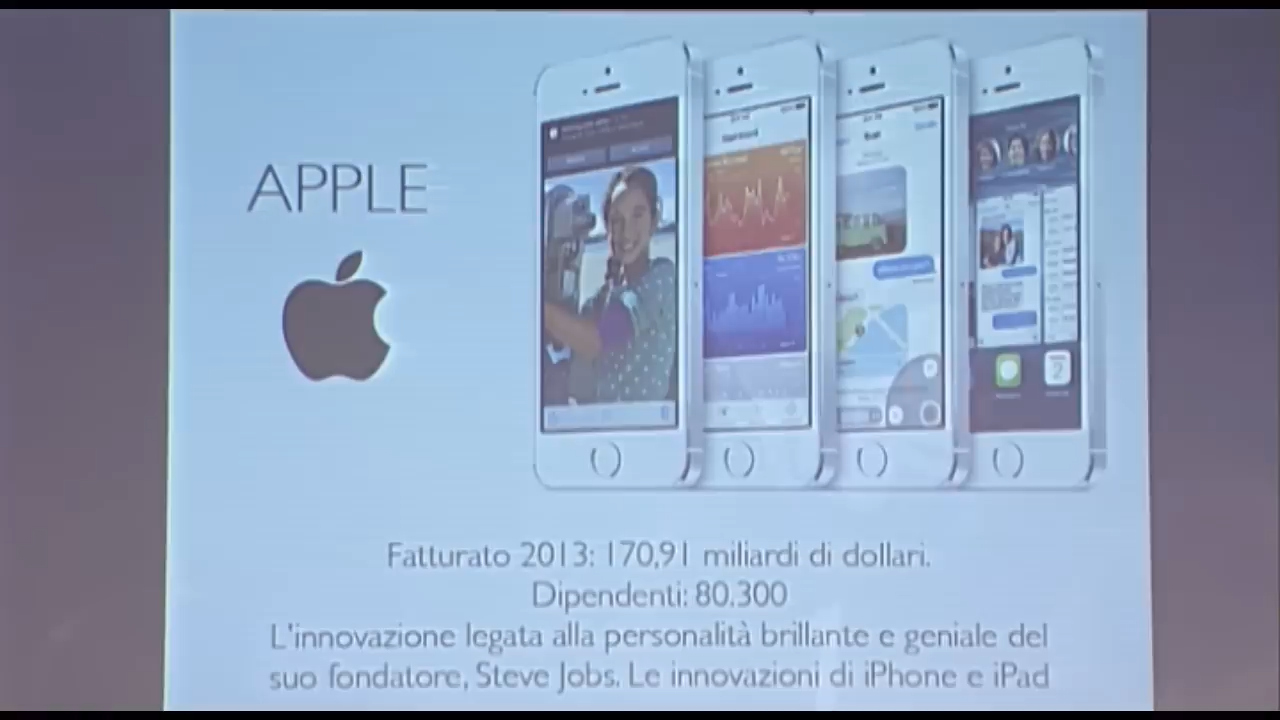 APPLE
Fatturato 2013: 170,91 miliardi di dollari.
Dipendenti: 80.300
L'innovazione legata alla personalità brillante e geniale del
suo fondatore, Steve Jobs. Le innovazioni di iPhone e iPad